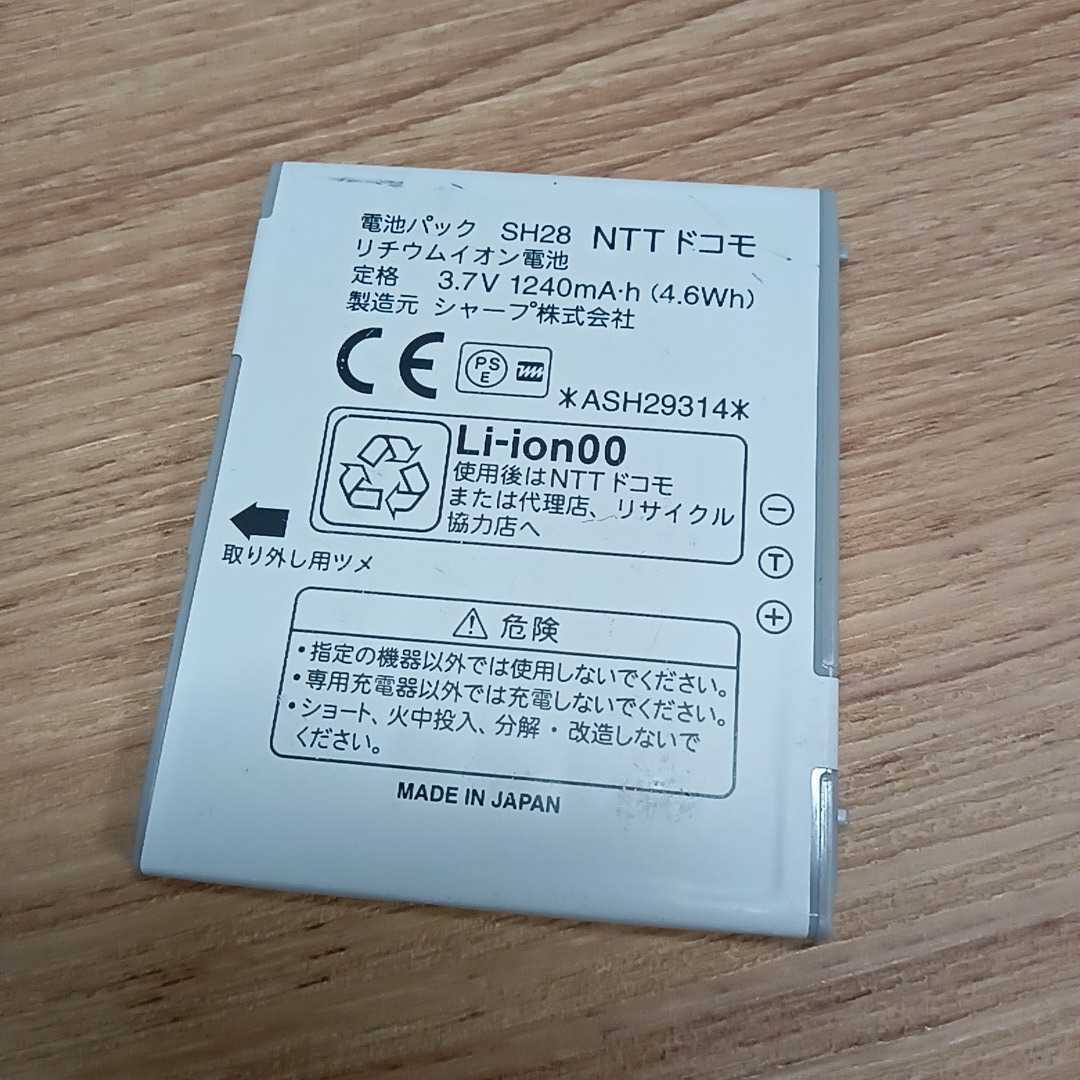 電池パック SH28 NTTドコモ
リチウムイオン電池
定格 3.7V 1240mA・h (4.6Wh)
製造元 シャープ株式会社
CE PSE
*ASH29314*
Li-ion00
使用後はNTTドコモ
または代理店、リサイクル
協力店へ
－
T
＋
取り外し用ツメ
危険
・指定の機器以外では使用しないでください。
・専用充電器以外では充電しないでください。
・ショート、火中投入、分解・改造しないで
ください。
MADE IN JAPAN